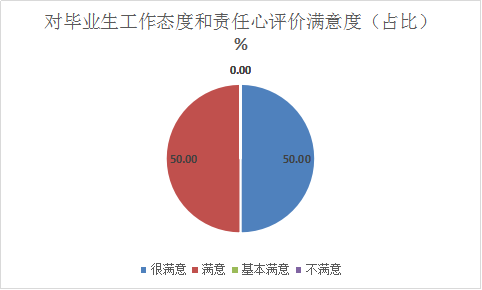 对毕业生工作态度和责任心评价满意度（占比）
%
0.00
50.00 50.00
很满意 满意 基本满意 不满意